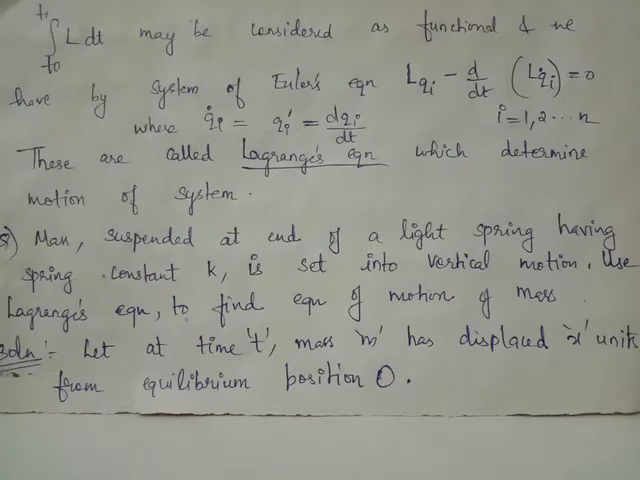 ∫ₜ₀ᵗ¹ L dt may be considered as functional & we
have by system of Euler's eqn L_{qi} - d/dt (L_{q̇i}) = 0
where q̇i = qi' = dqi/dt i = 1, 2 ... n
These are called Lagrange's eqn which determine
motion of system.
8) Man, suspended at end of a light spring having
spring constant k, is set into vertical motion. Use
Lagrange's eqn, to find eqn of motion of mass.
Soln :- Let at time 't', mass 'm' has displaced 'x' units
from equilibrium position O.